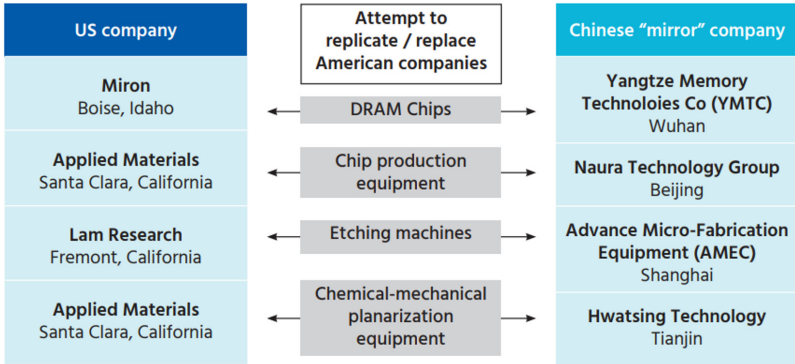 US company
Attempt to
replicate / replace
American companies
Chinese “mirror” company
Miron
Boise, Idaho
DRAM Chips
Yangtze Memory
Technoloies Co (YMTC)
Wuhan
Applied Materials
Santa Clara, California
Chip production
equipment
Naura Technology Group
Beijing
Lam Research
Fremont, California
Etching machines
Advance Micro-Fabrication
Equipment (AMEC)
Shanghai
Applied Materials
Santa Clara, California
Chemical-mechanical
planarization
equipment
Hwatsing Technology
Tianjin